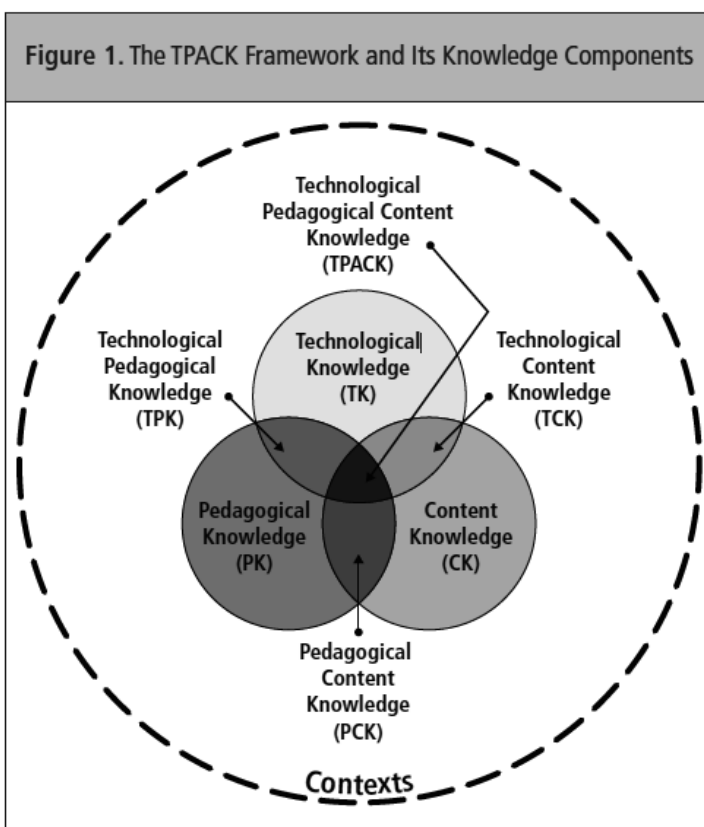 Figure 1. The TPACK Framework and Its Knowledge Components
Technological
Pedagogical Content
Knowledge
(TPACK)
Technological
Pedagogical
Knowledge
(TPK)
Technological
Knowledge
(TK)
Technological
Content
Knowledge
(TCK)
Pedagogical
Knowledge
(PK)
Content
Knowledge
(CK)
Pedagogical
Content
Knowledge
(PCK)
Contexts